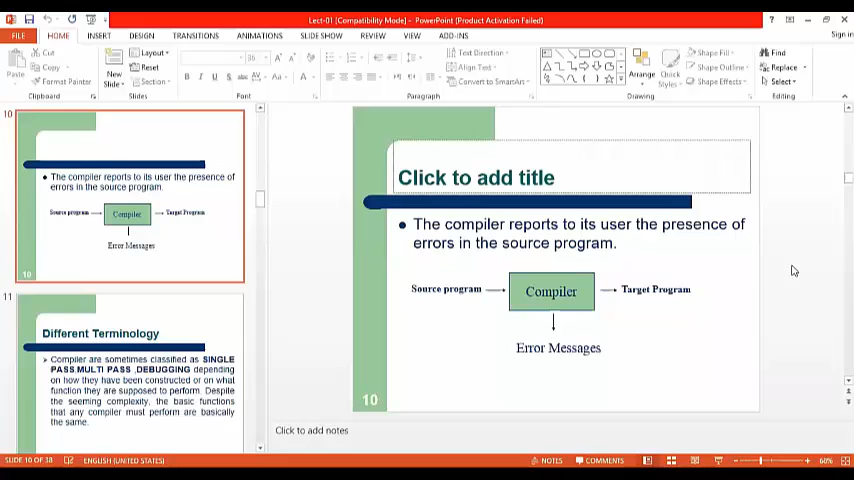 Lect-01 [Compatibility Mode] - PowerPoint (Product Activation Failed)
FILE HOME INSERT DESIGN TRANSITIONS ANIMATIONS SLIDE SHOW REVIEW VIEW ADD-INS Sign in
Paste
Cut
Copy
Format Painter
Clipboard
New
Slide
Layout
Reset
Section
Slides
36
Font
Text Direction
Align Text
Convert to SmartArt
Paragraph
Arrange
Quick
Styles
Shape Fill
Shape Outline
Shape Effects
Drawing
Find
Replace
Select
Editing
10
The compiler reports to its user the presence of
errors in the source program.
Source program Compiler Target Program
Error Messages
10
11
Different Terminology
Compiler are sometimes classified as SINGLE
PASS,MULTI PASS ,DEBUGGING depending
on how they have been constructed or on what
function they are supposed to perform. Despite
the seeming complexity, the basic functions
that any compiler must perform are basically
the same.
Click to add title
The compiler reports to its user the presence of
errors in the source program.
Source program Compiler Target Program
Error Messages
10
Click to add notes
SLIDE 10 OF 38 ENGLISH (UNITED STATES) NOTES COMMENTS 60%